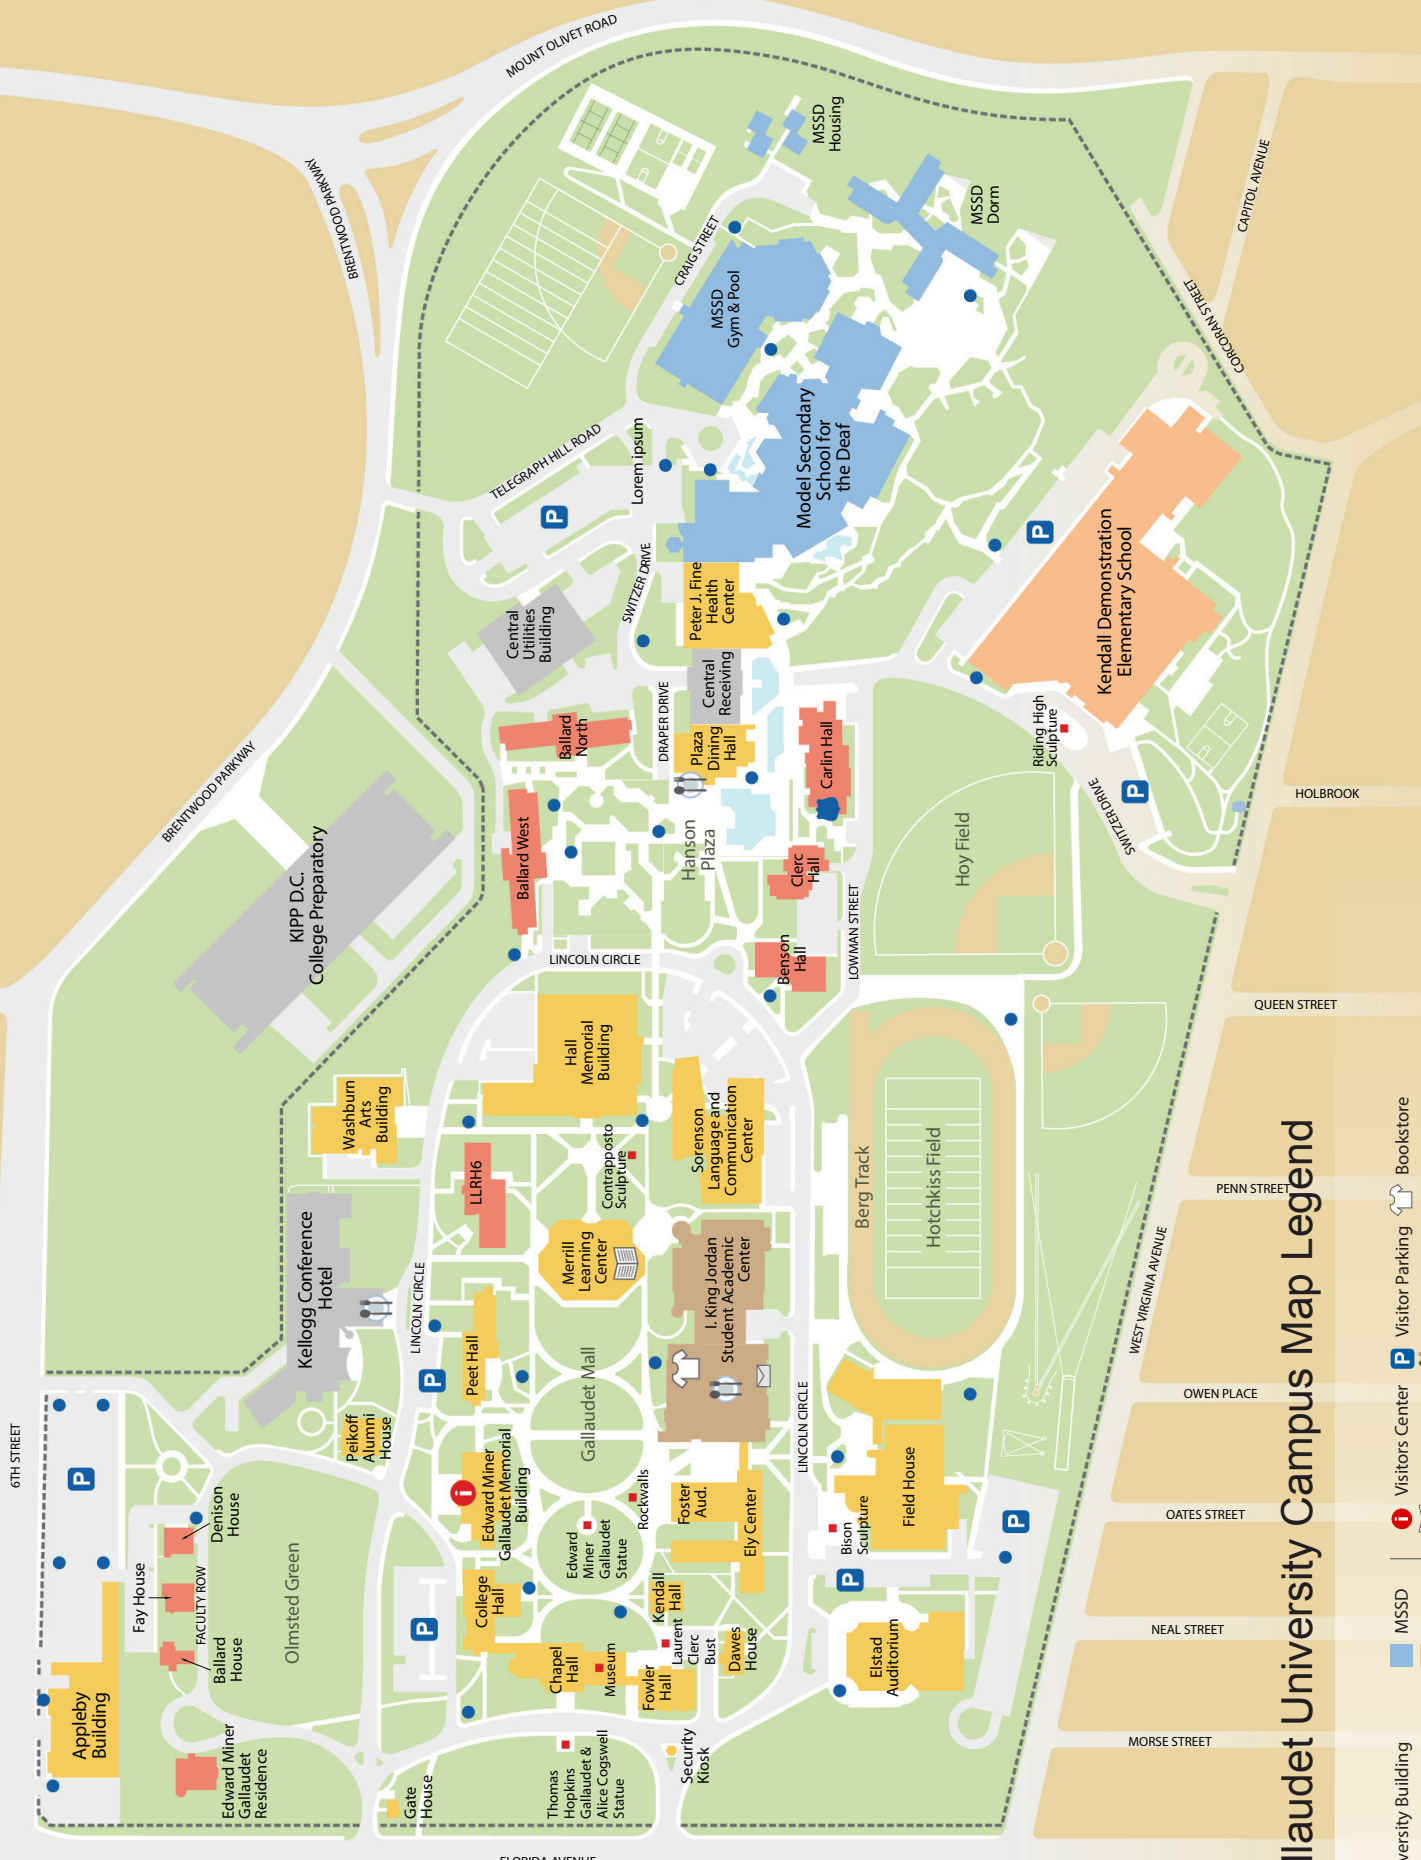 MOUNT OLIVET ROAD
BRENTWOOD PARKWAY
CAPITOL AVENUE
CORCORAN STREET
MSSD
Housing
MSSD
Dorm
CRAIG STREET
MSSD
Gym & Pool
TELEGRAPH HILL ROAD
Lorem ipsum
P
Model Secondary
School for
the Deaf
SWITZER DRIVE
Peter J. Fine
Health
Center
Central
Utilities
Building
P
Kendall Demonstration
Elementary School
Central
Receiving
DRAPER DRIVE
Plaza
Dining
Hall
Ballard
North
Carlin Hall
Riding High
Sculpture
P
SWITZER DRIVE
HOLBROOK
BRENTWOOD PARKWAY
KIPP D.C.
College Preparatory
Ballard West
Hanson
Plaza
Clerc
Hall
Hoy Field
LOWMAN STREET
Benson
Hall
LINCOLN CIRCLE
QUEEN STREET
Hall
Memorial
Building
Washburn
Arts
Building
LLRH6
Contrapposto
Sculpture
Sorenson
Language and
Communication
Center
Berg Track
Hotchkiss Field
PENN STREET
WEST VIRGINIA AVENUE
Kellogg Conference
Hotel
LINCOLN CIRCLE
Merrill
Learning
Center
I. King Jordan
Student Academic
Center
Peet Hall
P
Gallaudet Mall
LINCOLN CIRCLE
OWEN PLACE
6TH STREET
P
Peikoff
Alumni
House
i
Edward Miner
Gallaudet Memorial
Building
Rockwalls
Foster
Aud.
Ely Center
Bison
Sculpture
Field House
P
OATES STREET
Denison
House
Fay House
FACULTY ROW
Ballard
House
Olmsted Green
P
College
Hall
Edward
Miner
Gallaudet
Statue
Kendall
Hall
P
Laurent
Clerc
Bust
Dawes
House
Elstad
Auditorium
NEAL STREET
Chapel
Hall
Museum
Fowler
Hall
Appleby
Building
Edward Miner
Gallaudet
Residence
Gate
House
Thomas
Hopkins
Gallaudet &
Alice Cogswell
Statue
Security
Kiosk
MORSE STREET
FLORIDA AVENUE
llaudet University Campus Map Legend
versity Building
MSSD
i Visitors Center
P Visitor Parking
Bookstore